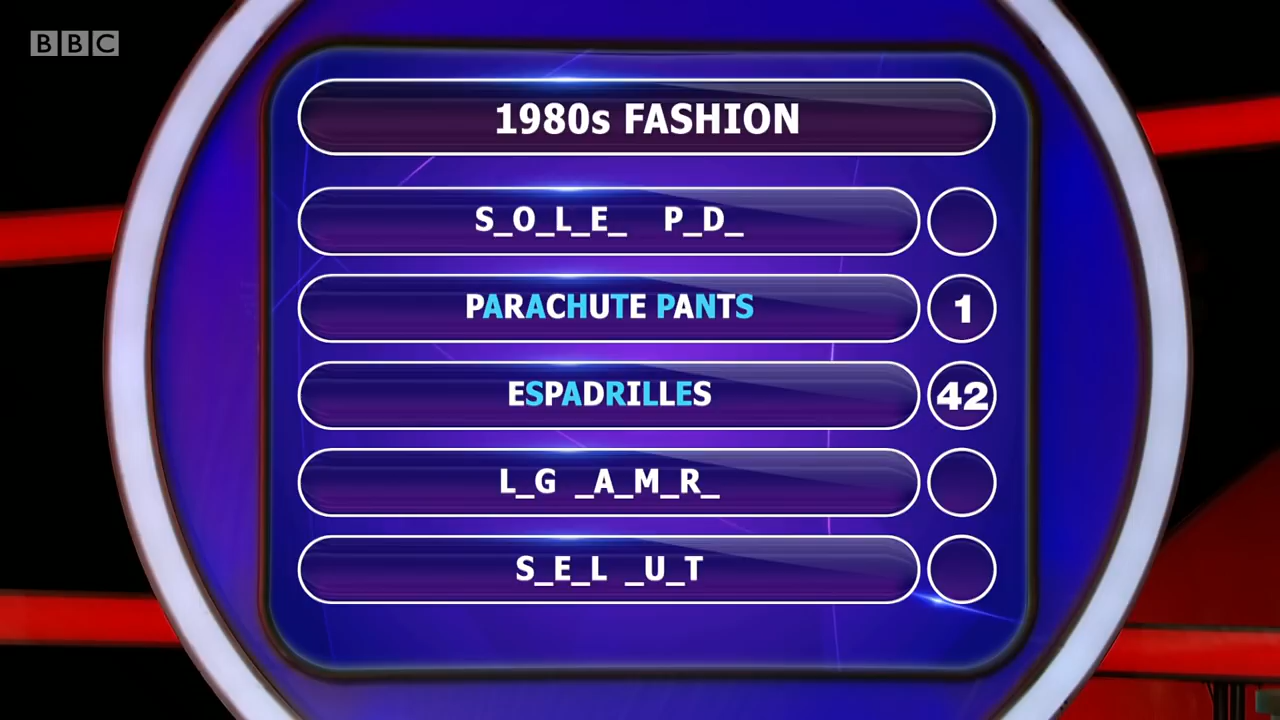 BBC
1980s FASHION
S_O_L_E_ P_D_
PARACHUTE PANTS 1
ESPADRILLES 42
L_G _A_M_R_
S_E_L _U_T